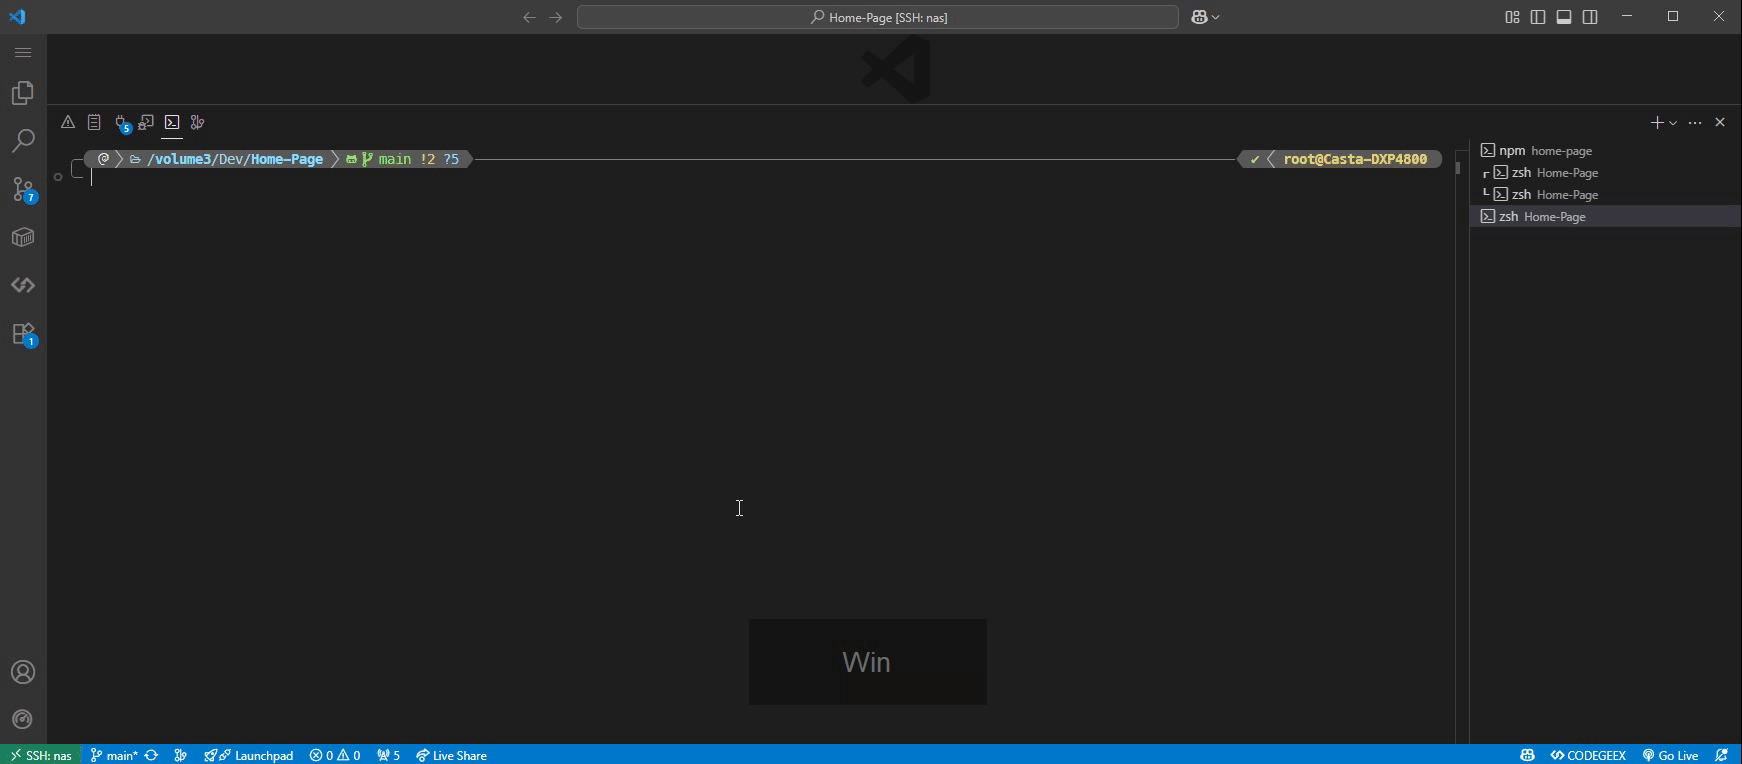 Home-Page [SSH: nas]
5
@ /volume3/Dev/Home-Page main !2 ?5
✔ root@Casta-DXP4800
npm home-page
zsh Home-Page
zsh Home-Page
zsh Home-Page
7
1
Win
SSH: nas main* Launchpad 0 0 5 Live Share CODEGEEX Go Live